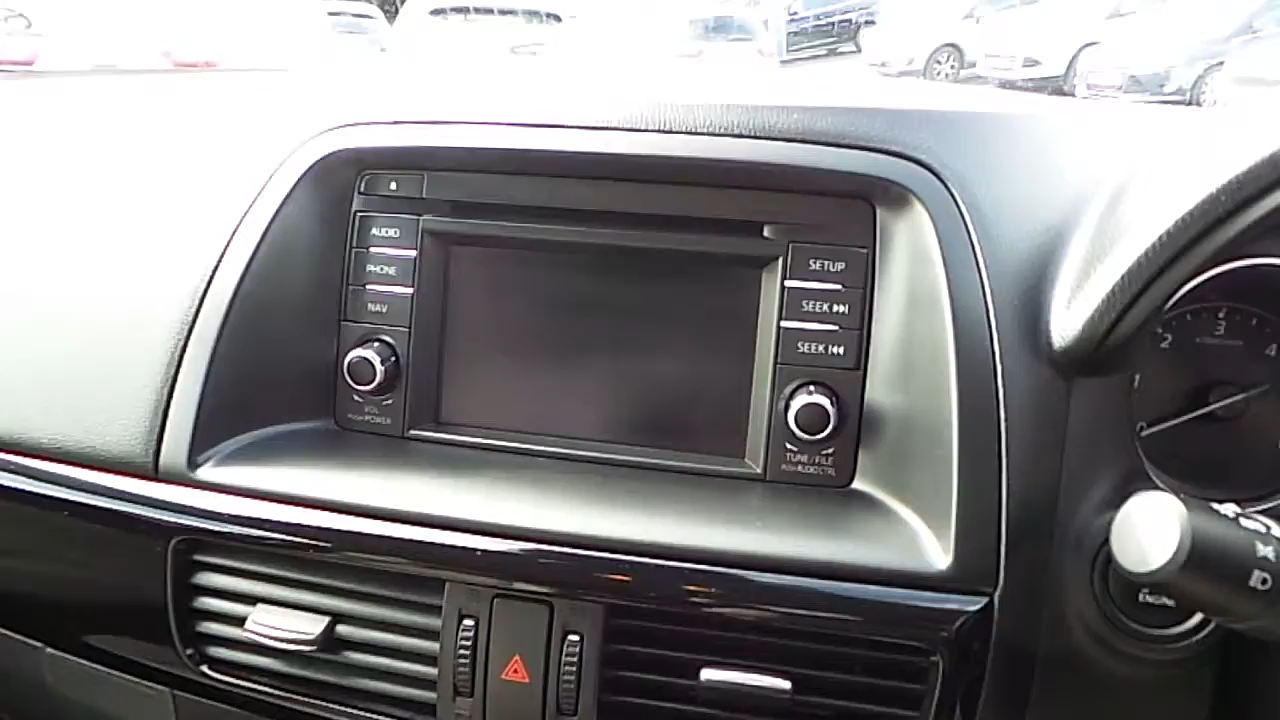 AUDIO
PHONE
NAV
VOL
PUSH POWER
SETUP
SEEK
SEEK
TUNE / FILE
PUSH AUDIO CTRL
0
1
2
3
4
ENGINE